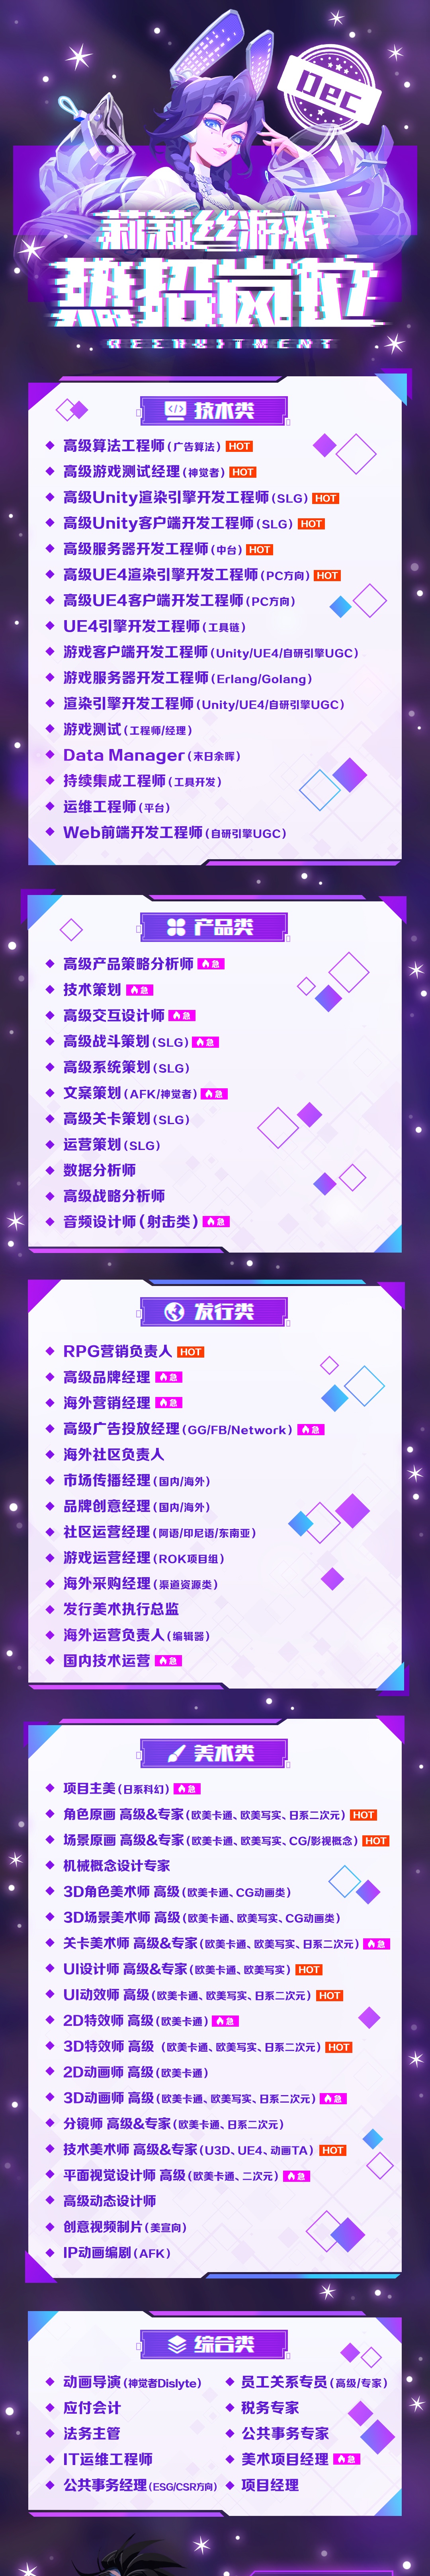 Dec
莉莉丝游戏
热招岗位
RECRUITMENT
技术类
高级算法工程师(广告算法) HOT
高级游戏测试经理(神觉者) HOT
高级Unity渲染引擎开发工程师(SLG) HOT
高级Unity客户端开发工程师(SLG) HOT
高级服务器开发工程师(中台) HOT
高级UE4渲染引擎开发工程师(PC方向) HOT
高级UE4客户端开发工程师(PC方向)
UE4引擎开发工程师(工具链)
游戏客户端开发工程师(Unity/UE4/自研引擎UGC)
游戏服务器开发工程师(Erlang/Golang)
渲染引擎开发工程师(Unity/UE4/自研引擎UGC)
游戏测试(工程师/经理)
Data Manager(末日余晖)
持续集成工程师(工具开发)
运维工程师(平台)
Web前端开发工程师(自研引擎UGC)
产品类
高级产品策略分析师 急
技术策划 急
高级交互设计师 急
高级战斗策划(SLG) 急
高级系统策划(SLG)
文案策划(AFK/神觉者) 急
高级关卡策划(SLG)
运营策划(SLG)
数据分析师
高级战略分析师
音频设计师(射击类) 急
发行类
RPG营销负责人 HOT
高级品牌经理 急
海外营销经理 急
高级广告投放经理(GG/FB/Network) 急
海外社区负责人
市场传播经理(国内/海外)
品牌创意经理(国内/海外)
社区运营经理(阿语/印尼语/东南亚)
游戏运营经理(ROK项目组)
海外采购经理(渠道资源类)
发行美术执行总监
海外运营负责人(编辑器)
国内技术运营 急
美术类
项目主美(日系科幻) 急
角色原画 高级&专家(欧美卡通、欧美写实、日系二次元) HOT
场景原画 高级&专家(欧美卡通、欧美写实、CG/影视概念) HOT
机械概念设计专家
3D角色美术师 高级(欧美卡通、CG动画类)
3D场景美术师 高级(欧美卡通、欧美写实、CG动画类)
关卡美术师 高级&专家(欧美卡通、欧美写实、日系二次元) 急
UI设计师 高级&专家(欧美卡通、欧美写实) HOT
UI动效师 高级(欧美卡通、欧美写实、日系二次元) HOT
2D特效师 高级(欧美卡通) 急
3D特效师 高级 (欧美卡通、欧美写实、日系二次元) HOT
2D动画师 高级(欧美卡通)
3D动画师 高级(欧美卡通、欧美写实、日系二次元) 急
分镜师 高级&专家(欧美卡通、日系二次元)
技术美术师 高级&专家(U3D、UE4、动画TA) HOT
平面视觉设计师 高级(欧美卡通、二次元) 急
高级动态设计师
创意视频制片(美宣向)
IP动画编剧(AFK)
综合类
动画导演(神觉者Dislyte) 员工关系专员(高级/专家)
应付会计 税务专家
法务主管 公共事务专家
IT运维工程师 美术项目经理 急
公共事务经理(ESG/CSR方向) 项目经理